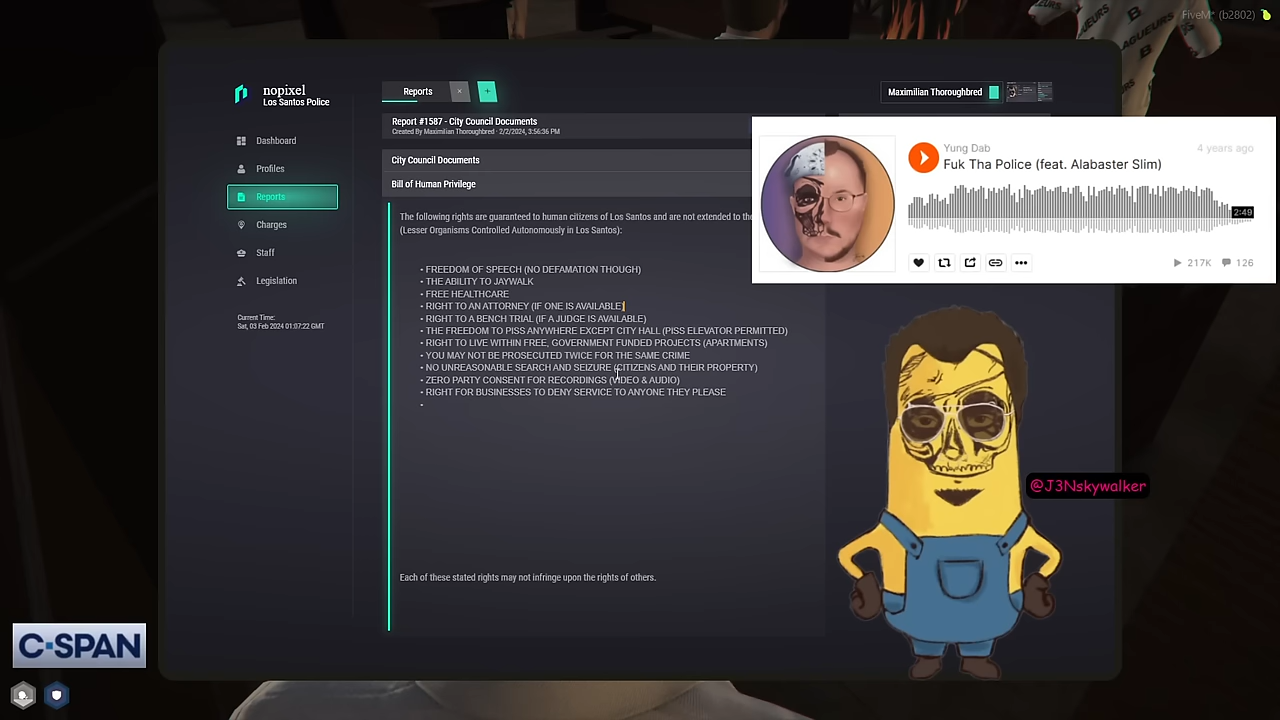 FiveM® (b2802)
nopixel
Los Santos Police
Dashboard
Profiles
Reports
Charges
Staff
Legislation
Current Time:
Sat, 03 Feb 2024 01:07:22 GMT
Reports
Maximilian Thoroughbred
Report #1587 - City Council Documents
Created By Maximilian Thoroughbred - 2/2/2024, 3:56:36 PM
City Council Documents
Bill of Human Privilege
The following rights are guaranteed to human citizens of Los Santos and are not extended to the
(Lesser Organisms Controlled Autonomously in Los Santos):
- FREEDOM OF SPEECH (NO DEFAMATION THOUGH)
- THE ABILITY TO JAYWALK
- FREE HEALTHCARE
- RIGHT TO AN ATTORNEY (IF ONE IS AVAILABLE)
- RIGHT TO A BENCH TRIAL (IF A JUDGE IS AVAILABLE)
- THE FREEDOM TO PISS ANYWHERE EXCEPT CITY HALL (PISS ELEVATOR PERMITTED)
- RIGHT TO LIVE WITHIN FREE, GOVERNMENT FUNDED PROJECTS (APARTMENTS)
- YOU MAY NOT BE PROSECUTED TWICE FOR THE SAME CRIME
- NO UNREASONABLE SEARCH AND SEIZURE (CITIZENS AND THEIR PROPERTY)
- ZERO PARTY CONSENT FOR RECORDINGS (VIDEO & AUDIO)
- RIGHT FOR BUSINESSES TO DENY SERVICE TO ANYONE THEY PLEASE
-
Each of these stated rights may not infringe upon the rights of others.
Yung Dab
4 years ago
Fuk Tha Police (feat. Alabaster Slim)
2:49
217K
126
@J3Nskywalker
C-SPAN